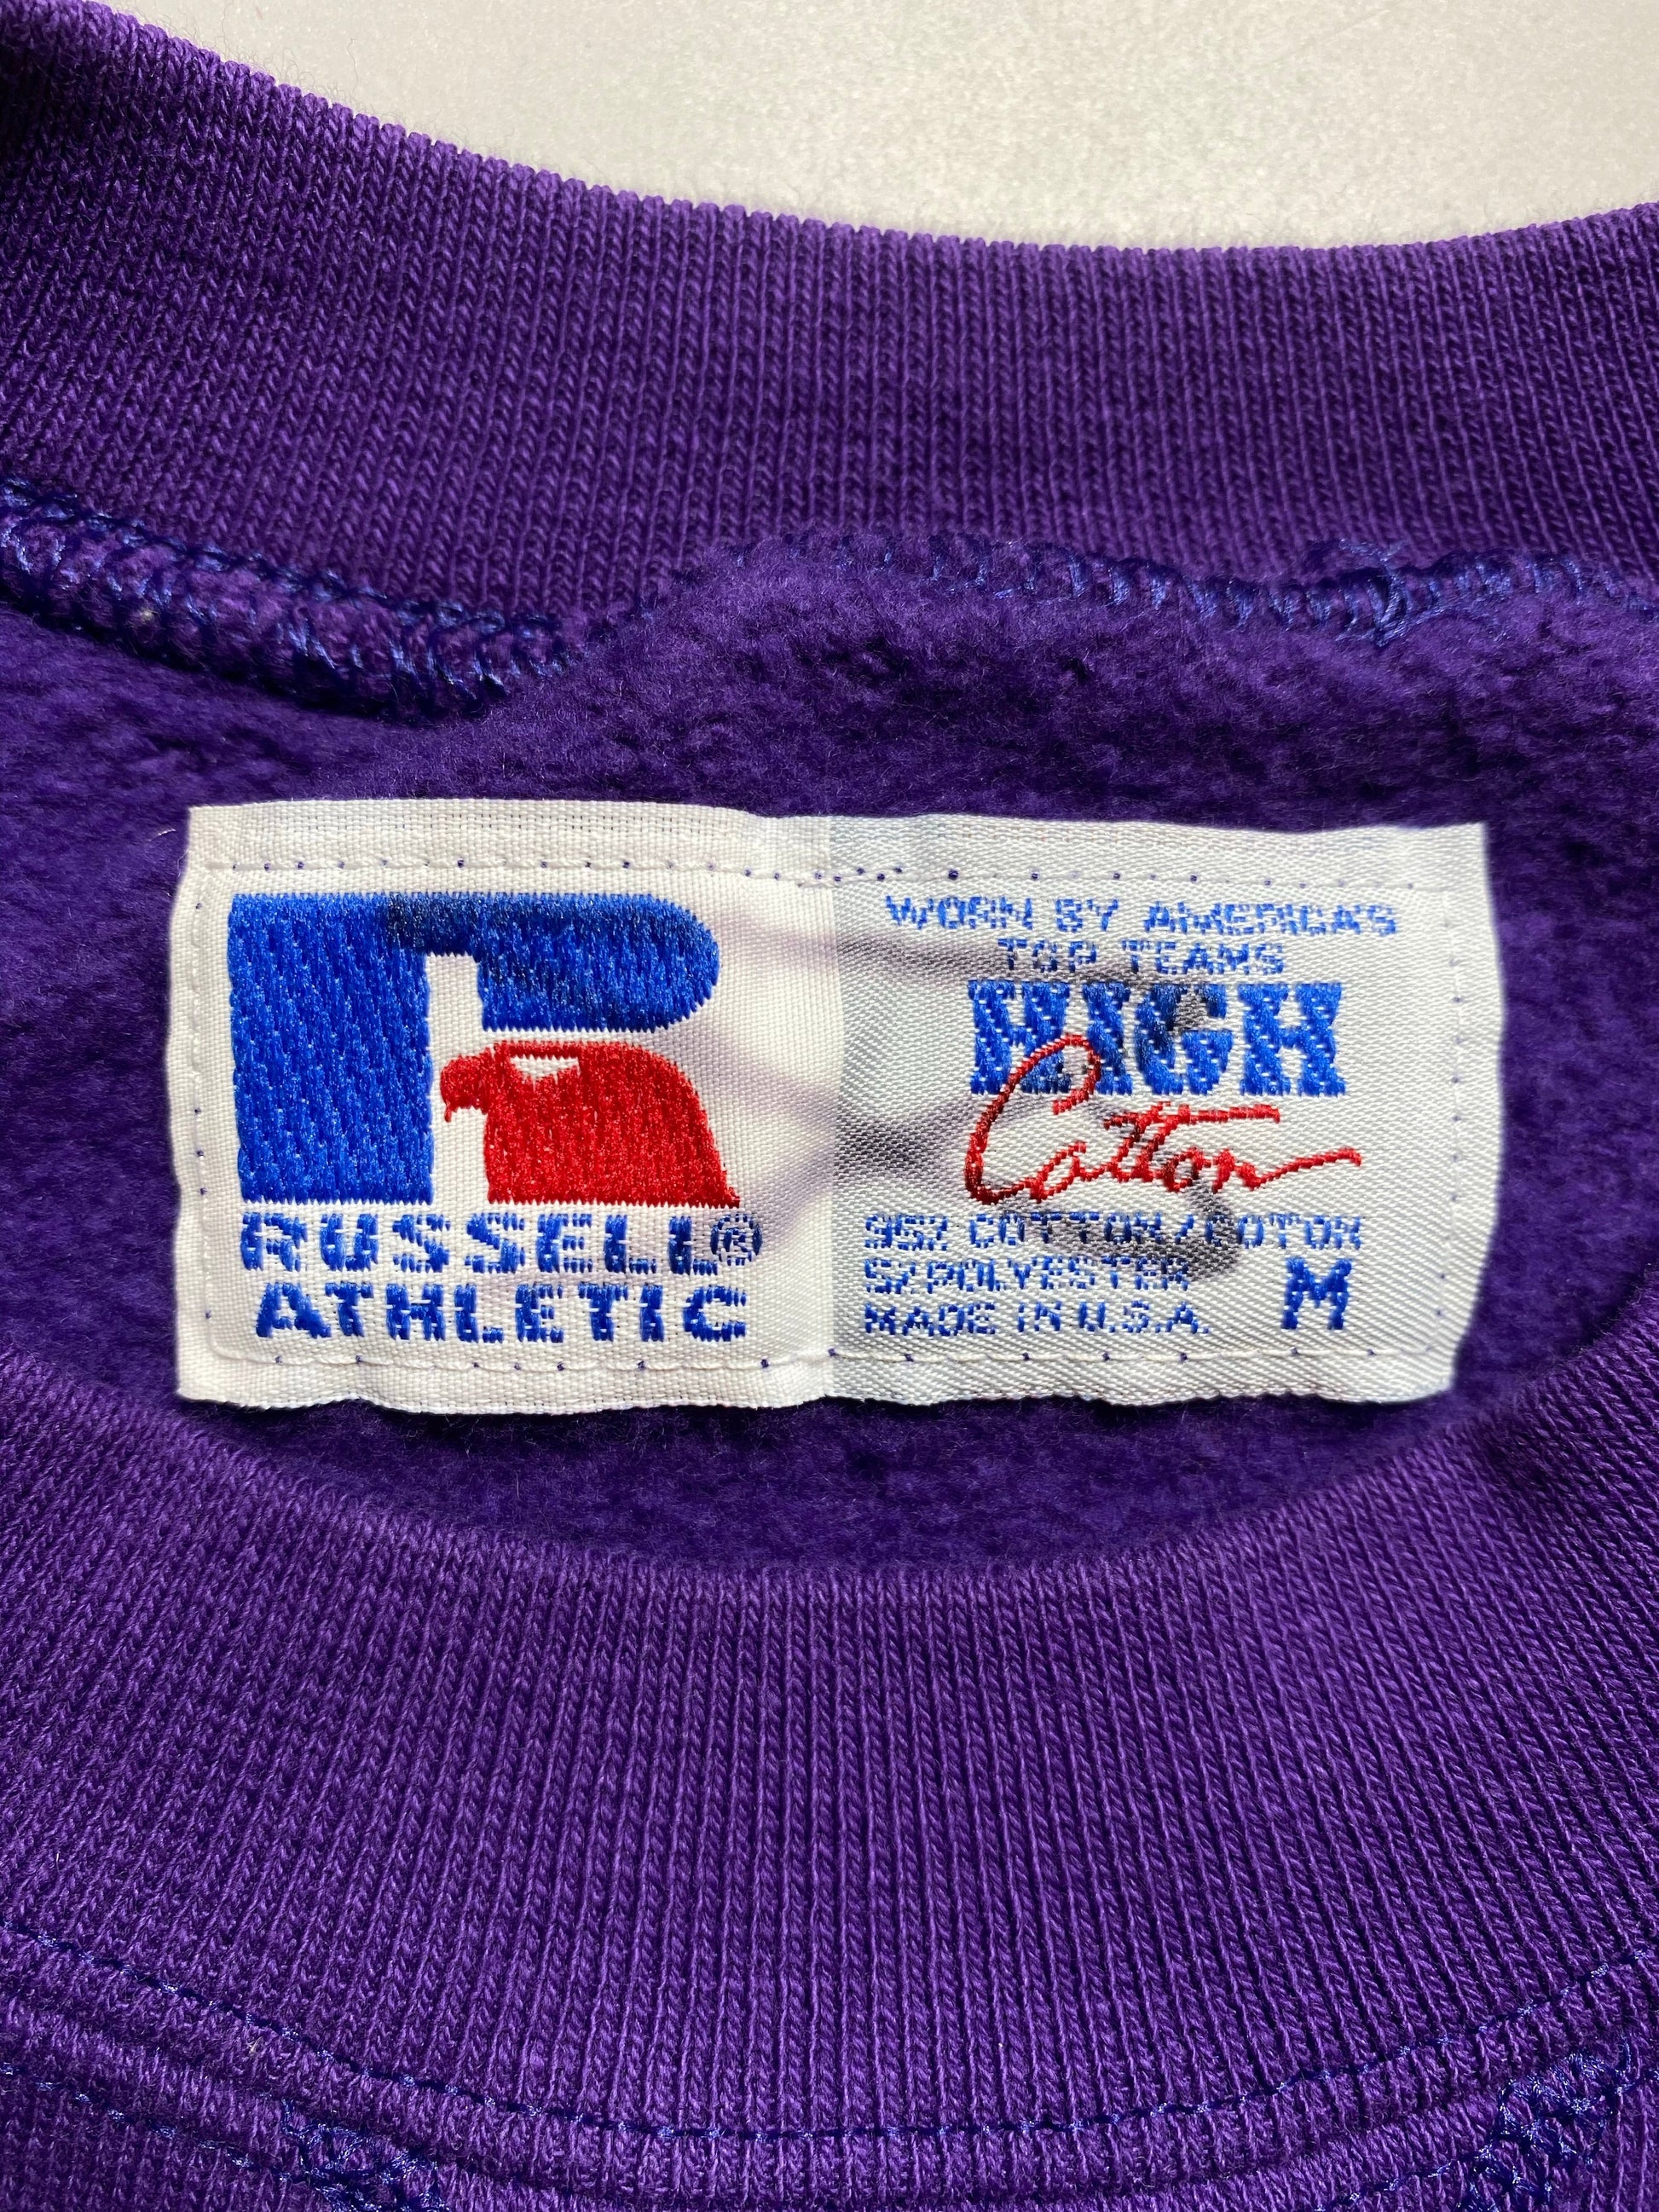 R
RUSSELL®
ATHLETIC
WORN BY AMERICA'S
TOP TEAMS
HIGH
Cotton
95% COTTON/COTON
5% POLYESTER
MADE IN U.S.A. M